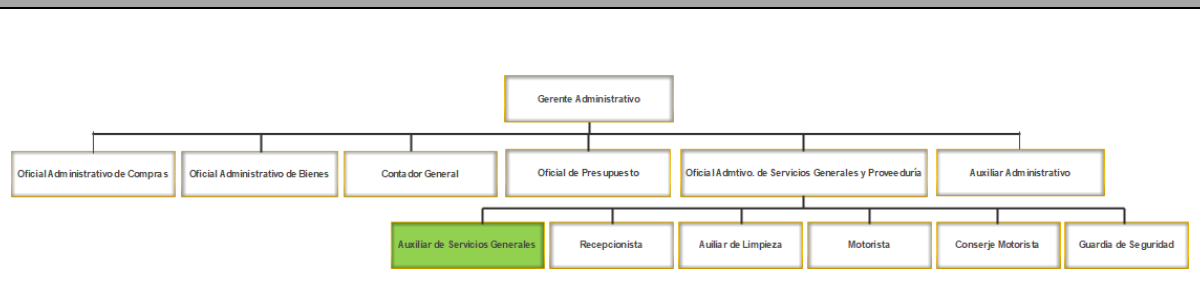 Gerente Administrativo
Oficial Administrativo de Compras
Oficial Administrativo de Bienes
Contador General
Oficial de Presupuesto
Oficial Admtivo. de Servicios Generales y Proveeduría
Auxiliar Administrativo
Auxiliar de Servicios Generales
Recepcionista
Auiliar de Limpieza
Motorista
Conserje Motorista
Guardia de Seguridad